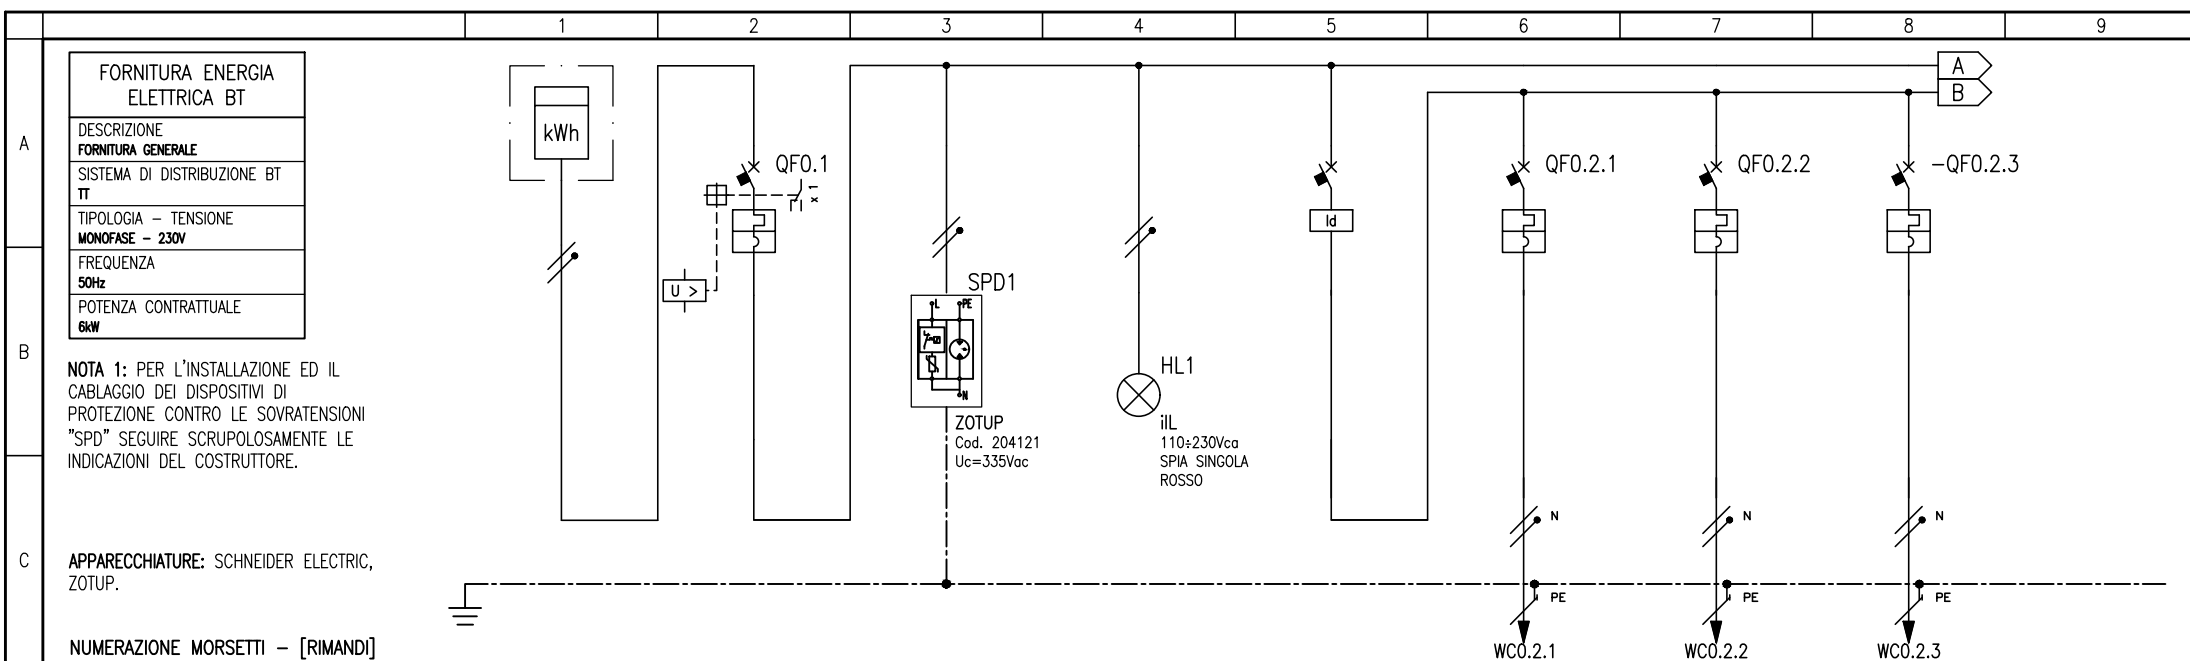 1 2 3 4 5 6 7 8 9
A
B
C
FORNITURA ENERGIA
ELETTRICA BT
DESCRIZIONE
FORNITURA GENERALE
SISTEMA DI DISTRIBUZIONE BT
TT
TIPOLOGIA – TENSIONE
MONOFASE – 230V
FREQUENZA
50Hz
POTENZA CONTRATTUALE
6kW
NOTA 1: PER L'INSTALLAZIONE ED IL
CABLAGGIO DEI DISPOSITIVI DI
PROTEZIONE CONTRO LE SOVRATENSIONI
"SPD" SEGUIRE SCRUPOLOSAMENTE LE
INDICAZIONI DEL COSTRUTTORE.
APPARECCHIATURE: SCHNEIDER ELECTRIC,
ZOTUP.
NUMERAZIONE MORSETTI – [RIMANDI]
kWh
QF0.1
x 1
U >
SPD1
L
PE
N
ZOTUP
Cod. 204121
Uc=335Vac
HL1
iIL
110÷230Vca
SPIA SINGOLA
ROSSO
Id
QF0.2.1
N
PE
WC0.2.1
QF0.2.2
N
PE
WC0.2.2
-QF0.2.3
N
PE
WC0.2.3
A
B